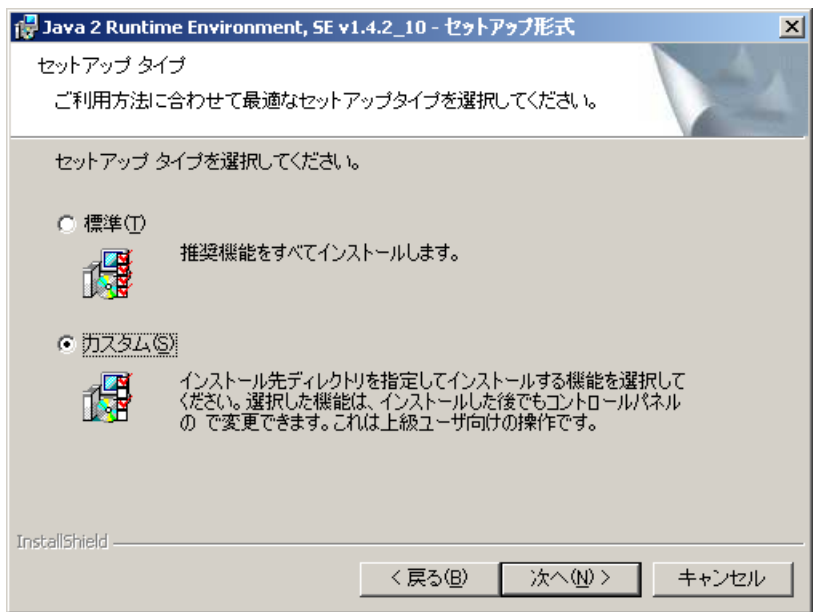 Java 2 Runtime Environment, SE v1.4.2_10 - セットアップ形式
セットアップ タイプ
ご利用方法に合わせて最適なセットアップタイプを選択してください。
セットアップ タイプを選択してください。
標準(T)
推奨機能をすべてインストールします。
カスタム(S)
インストール先ディレクトリを指定してインストールする機能を選択して
ください。選択した機能は、インストールした後でもコントロールパネル
の で変更できます。これは上級ユーザ向けの操作です。
InstallShield
< 戻る(B)
次へ(N) >
キャンセル